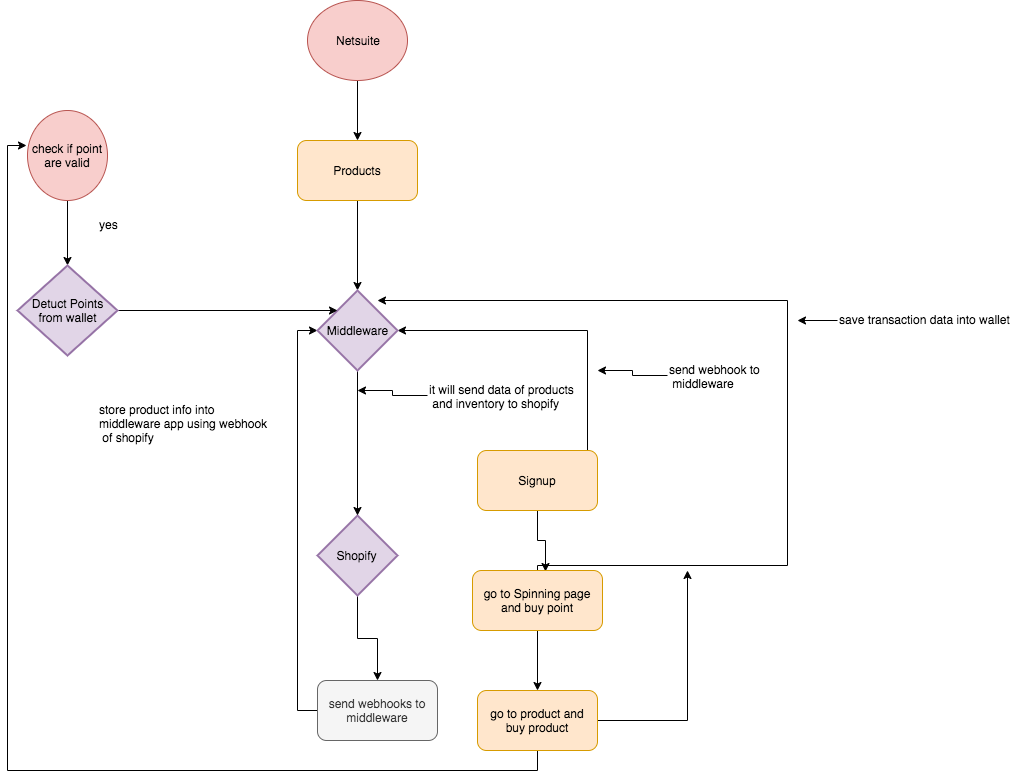 Netsuite
check if point
are valid
Products
yes
Detuct Points
from wallet
Middleware
save transaction data into wallet
send webhook to
middleware
it will send data of products
and inventory to shopify
store product info into
middleware app using webhook
of shopify
Signup
Shopify
go to Spinning page
and buy point
send webhooks to
middleware
go to product and
buy product